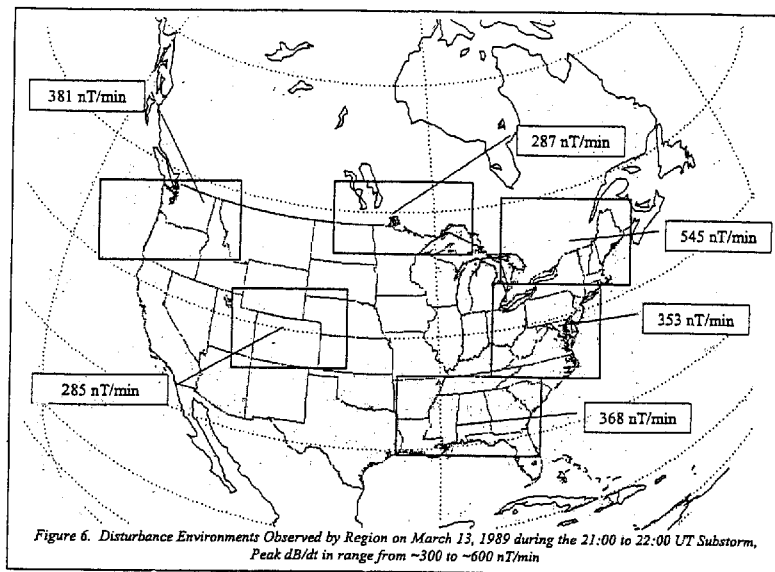 381 nT/min
287 nT/min
545 nT/min
353 nT/min
285 nT/min
368 nT/min
Figure 6. Disturbance Environments Observed by Region on March 13, 1989 during the 21:00 to 22:00 UT Substorm,
Peak dB/dt in range from ~300 to ~600 nT/min